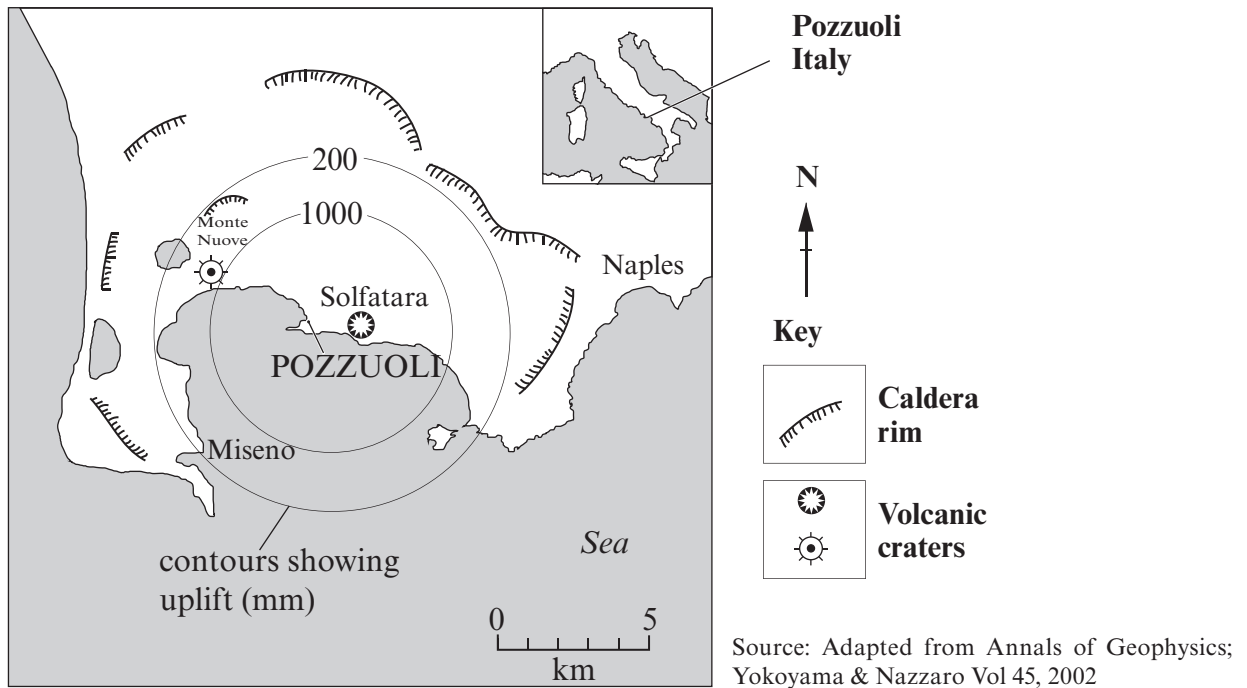 Pozzuoli
Italy
200
1000
Monte
Nuove
N
Naples
Solfatara
Key
POZZUOLI
Caldera
rim
Miseno
Volcanic
craters
Sea
contours showing
uplift (mm)
0 5
km
Source: Adapted from Annals of Geophysics;
Yokoyama & Nazzaro Vol 45, 2002